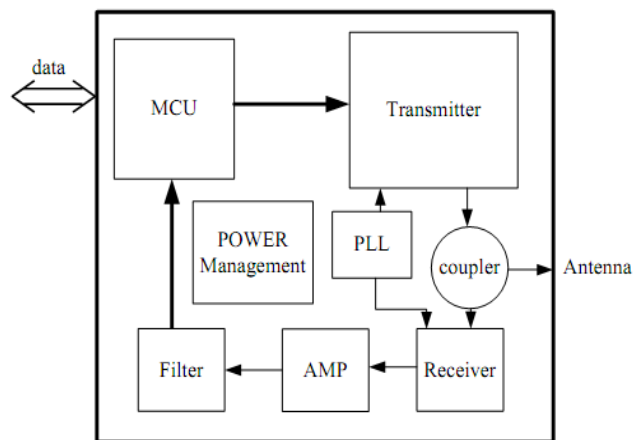 data
MCU
Transmitter
POWER
Management
PLL
coupler
Antenna
Filter
AMP
Receiver